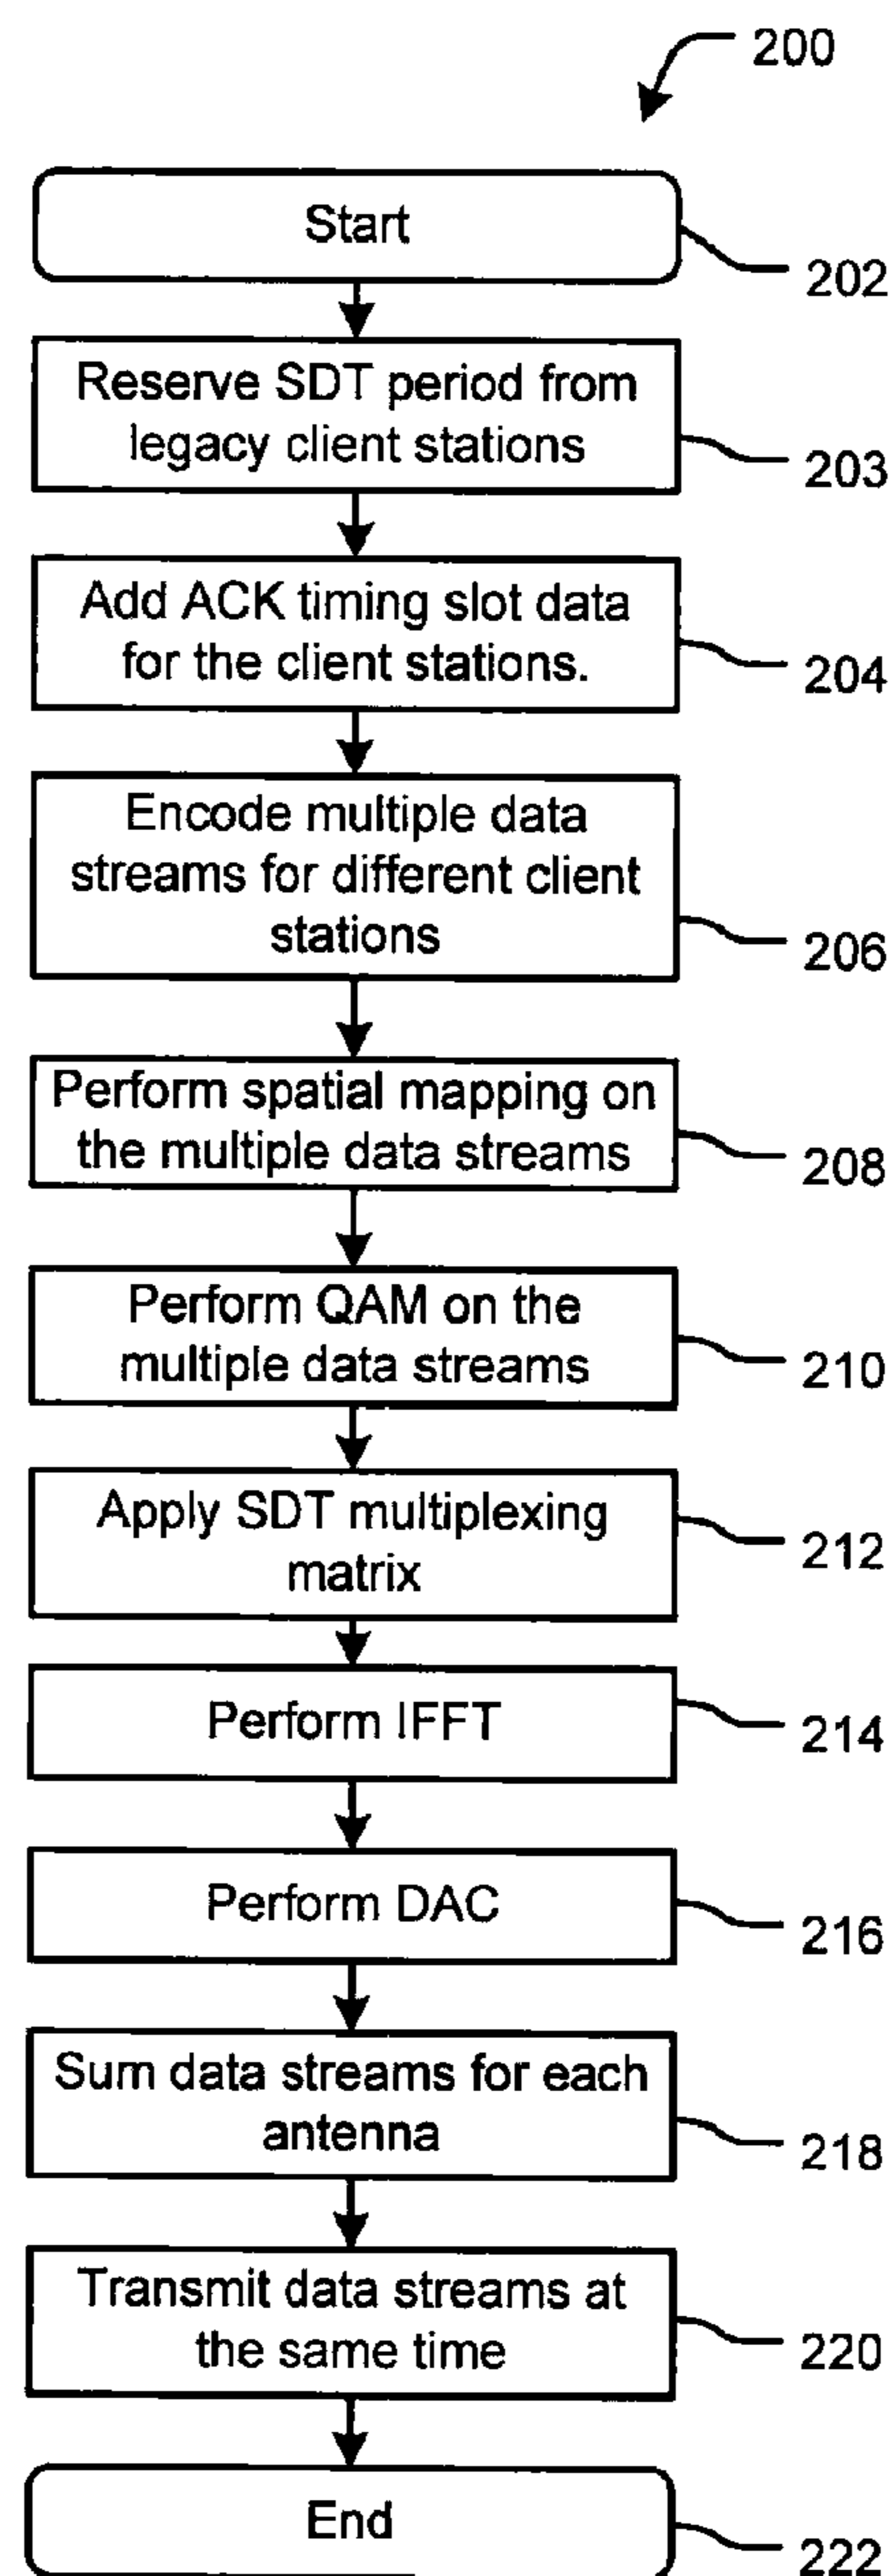 200
Start
202
Reserve SDT period from
legacy client stations
203
Add ACK timing slot data
for the client stations.
204
Encode multiple data
streams for different client
stations
206
Perform spatial mapping on
the multiple data streams
208
Perform QAM on the
multiple data streams
210
Apply SDT multiplexing
matrix
212
Perform IFFT
214
Perform DAC
216
Sum data streams for each
antenna
218
Transmit data streams at
the same time
220
End
222